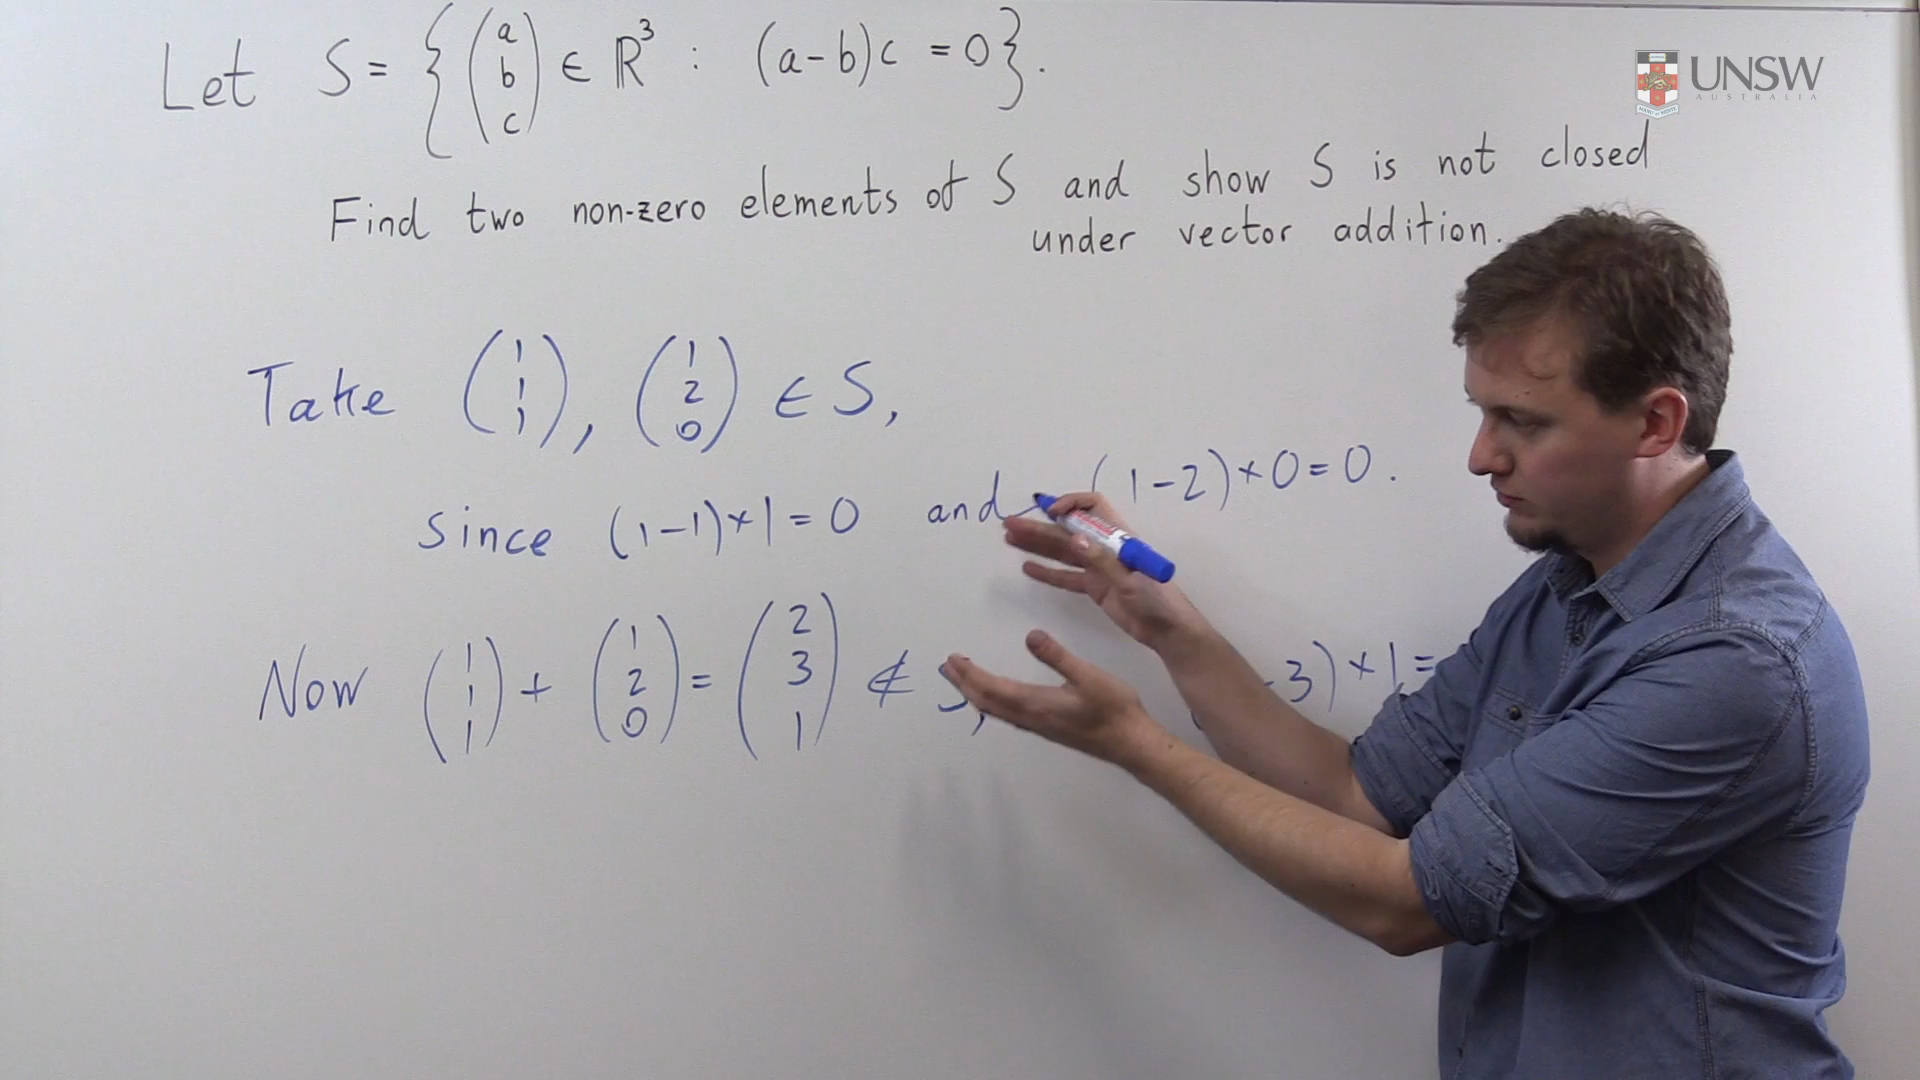 Let S = { (a b c) ∈ ℝ³ : (a-b)c = 0 }.
UNSW
AUSTRALIA
Find two non-zero elements of S and show S is not closed
under vector addition.
Take (1 1 1), (1 2 0) ∈ S,
since (1-1)×1 = 0 and (1-2)×0 = 0.
Now (1 1 1) + (1 2 0) = (2 3 1) ∉ S, -3)×1 =